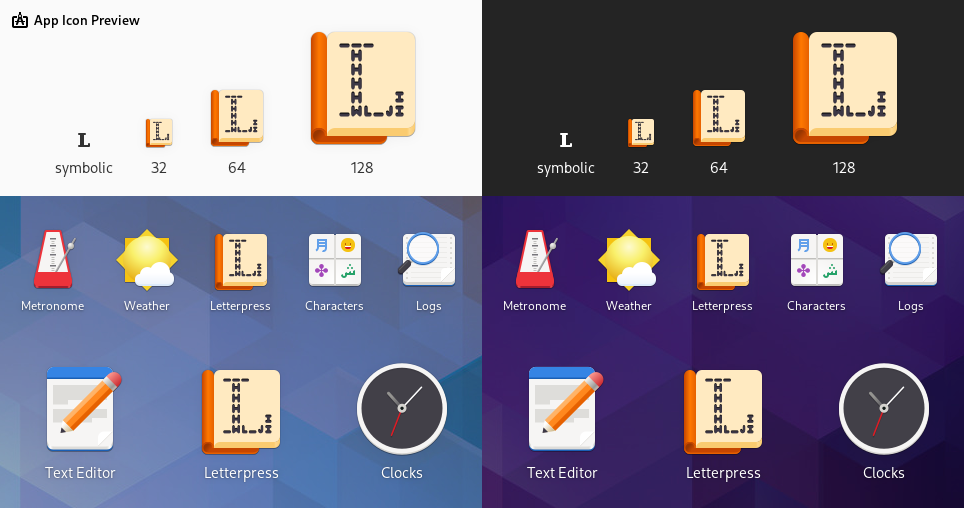 App Icon Preview
symbolic 32 64 128
symbolic 32 64 128
Metronome Weather Letterpress Characters Logs
Metronome Weather Letterpress Characters Logs
Text Editor Letterpress Clocks
Text Editor Letterpress Clocks